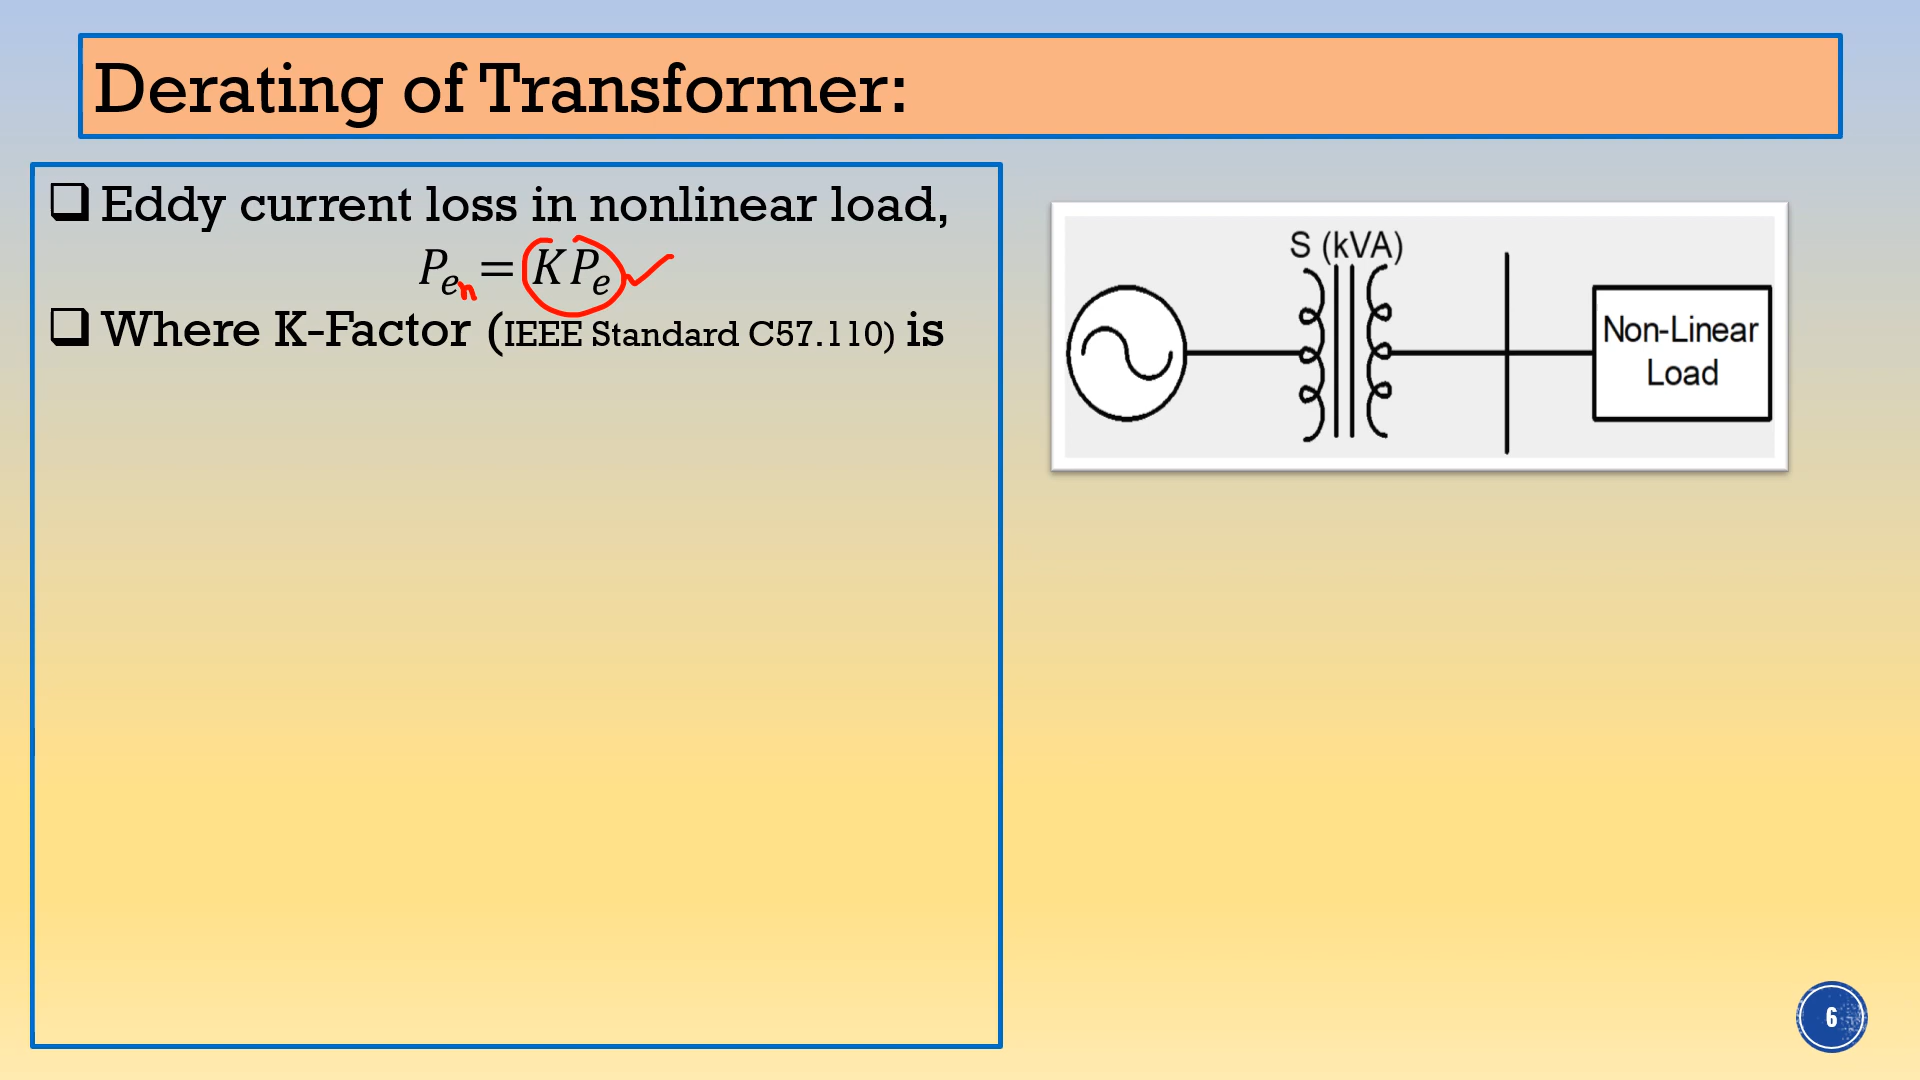 Derating of Transformer:
Eddy current loss in nonlinear load,
Pₑn = KPₑ
Where K-Factor (IEEE Standard C57.110) is
S (kVA)
Non-Linear
Load
6